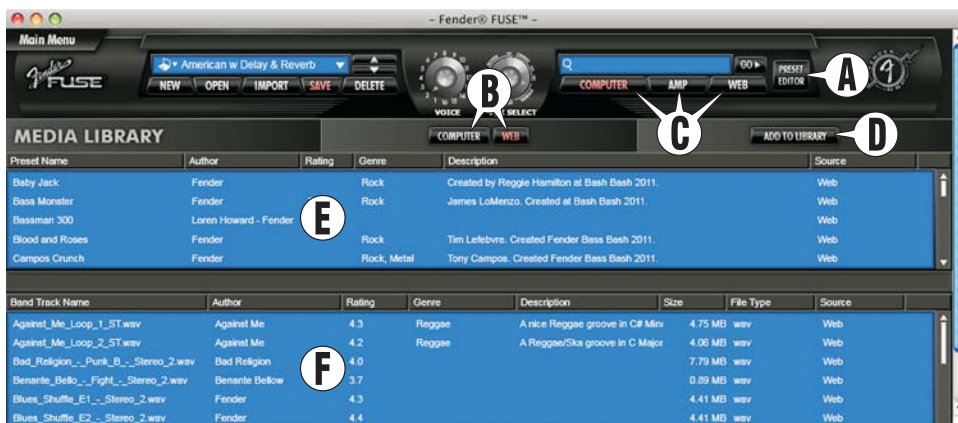 - Fender® FUSE™ -
Main Menu
Fender FUSE
American w Delay & Reverb
NEW OPEN IMPORT SAVE DELETE
VOICE SELECT
GO
COMPUTER AMP WEB
PRESET EDITOR
A
B
C
MEDIA LIBRARY
COMPUTER WEB
ADD TO LIBRARY
D
Preset Name Author Rating Genre Description Source
Baby Jack Fender Rock Created by Reggie Hamilton at Bash Bash 2011. Web
Bass Monster Fender Rock James LoMenzo. Created at Bash Bash 2011. Web
Bassman 300 Loren Howard - Fender Web
E
Blood and Roses Fender Rock Tim Lefebvre. Created Fender Bass Bash 2011. Web
Campos Crunch Fender Rock, Metal Tony Campos. Created Fender Bass Bash 2011. Web
Band Track Name Author Rating Genre Description Size File Type Source
Against_Me_Loop_1_ST.wav Against Me 4.3 Reggae A nice Reggae groove in C# Min 4.75 MB wav Web
Against_Me_Loop_2_ST.wav Against Me 4.2 Reggae A Reggae/Ska groove in C Major 4.06 MB wav Web
Bad_Religion_-_Punk_B_-_Stereo_2.wav Bad Religion 4.0 7.79 MB wav Web
F
Benante_Bello_-_Fight_-_Stereo_2.wav Benante Bellow 3.7 0.89 MB wav Web
Blues_Shuffle_E1_-_Stereo_2.wav Fender 4.3 4.41 MB wav Web
Blues_Shuffle_E2_-_Stereo_2.wav Fender 4.4 4.41 MB wav Web